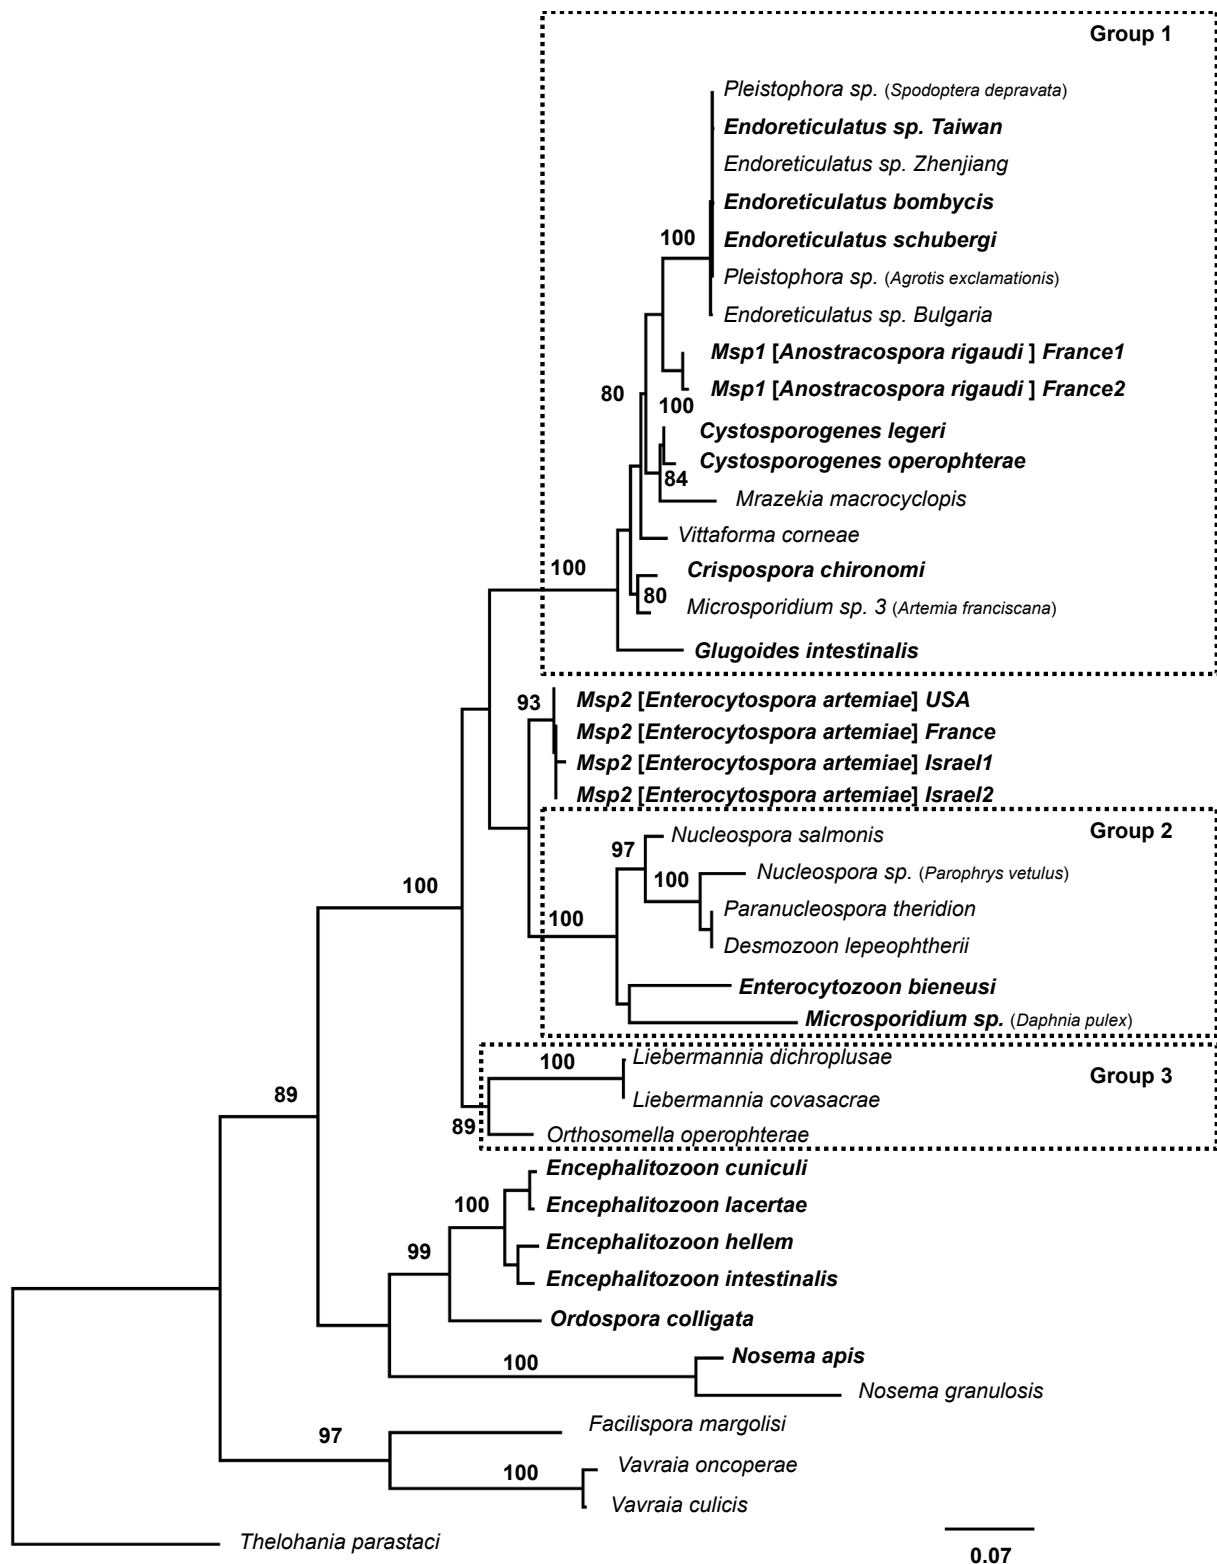 Group 1
Pleistophora sp. (Spodoptera depravata)
Endoreticulatus sp. Taiwan
Endoreticulatus sp. Zhenjiang
Endoreticulatus bombycis
100
Endoreticulatus schubergi
Pleistophora sp. (Agrotis exclamationis)
Endoreticulatus sp. Bulgaria
Msp1 [Anostracospora rigaudi ] France1
80
Msp1 [Anostracospora rigaudi ] France2
100
Cystosporogenes legeri
Cystosporogenes operophterae
84
Mrazekia macrocyclopis
Vittaforma corneae
100
Crispospora chironomi
80
Microsporidium sp. 3 (Artemia franciscana)
Glugoides intestinalis
93
Msp2 [Enterocytospora artemiae] USA
Msp2 [Enterocytospora artemiae] France
Msp2 [Enterocytospora artemiae] Israel1
Msp2 [Enterocytospora artemiae] Israel2
Group 2
Nucleospora salmonis
97
Nucleospora sp. (Parophrys vetulus)
100
100
Paranucleospora theridion
100
Desmozoon lepeophtherii
Enterocytozoon bieneusi
Microsporidium sp. (Daphnia pulex)
Liebermannia dichroplusae
100
Group 3
89
Liebermannia covasacrae
89
Orthosomella operophterae
Encephalitozoon cuniculi
100
Encephalitozoon lacertae
Encephalitozoon hellem
99
Encephalitozoon intestinalis
Ordospora colligata
Nosema apis
100
Nosema granulosis
Facilispora margolisi
97
Vavraia oncoperae
100
Vavraia culicis
Thelohania parastaci
0.07